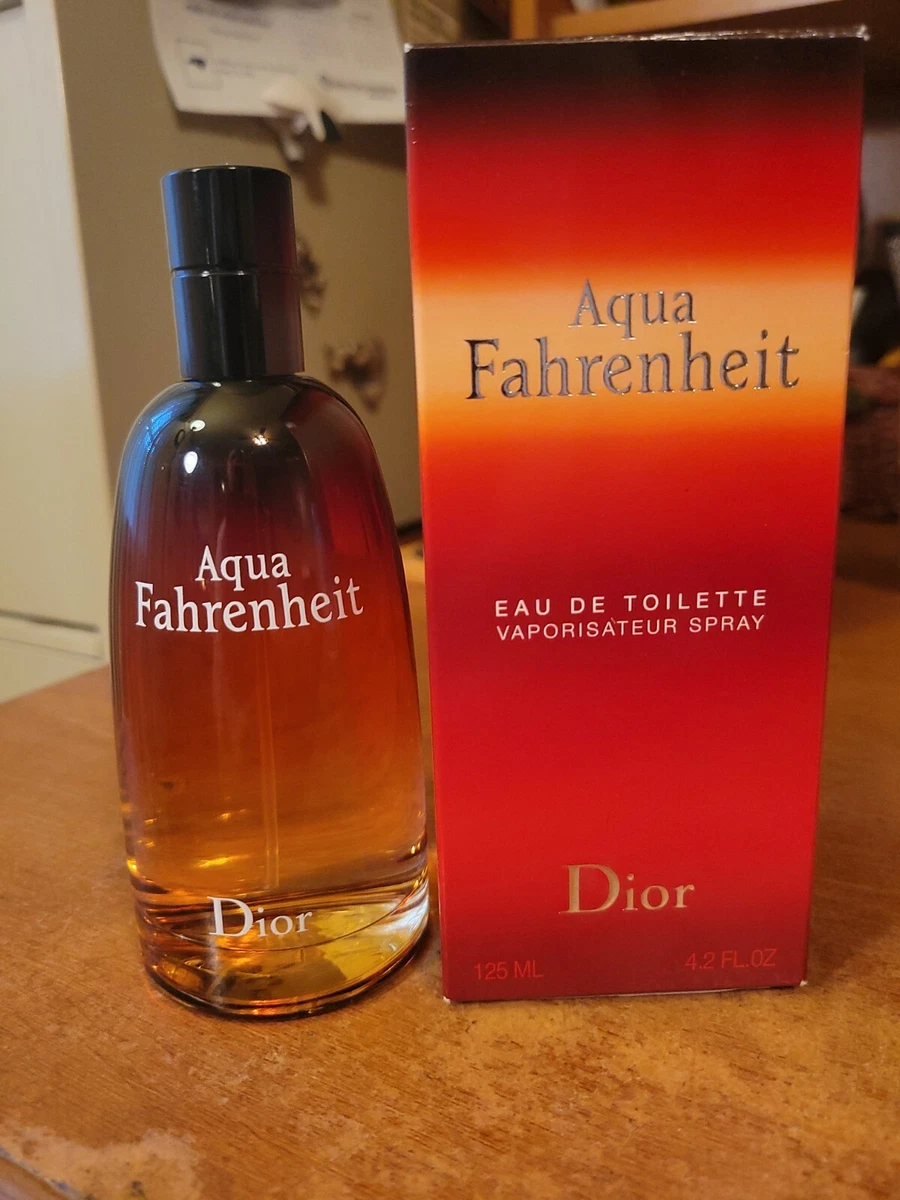 Aqua
Fahrenheit
Dior
Aqua
Fahrenheit
EAU DE TOILETTE
VAPORISATEUR SPRAY
Dior
125 ML
4.2 FL.OZ